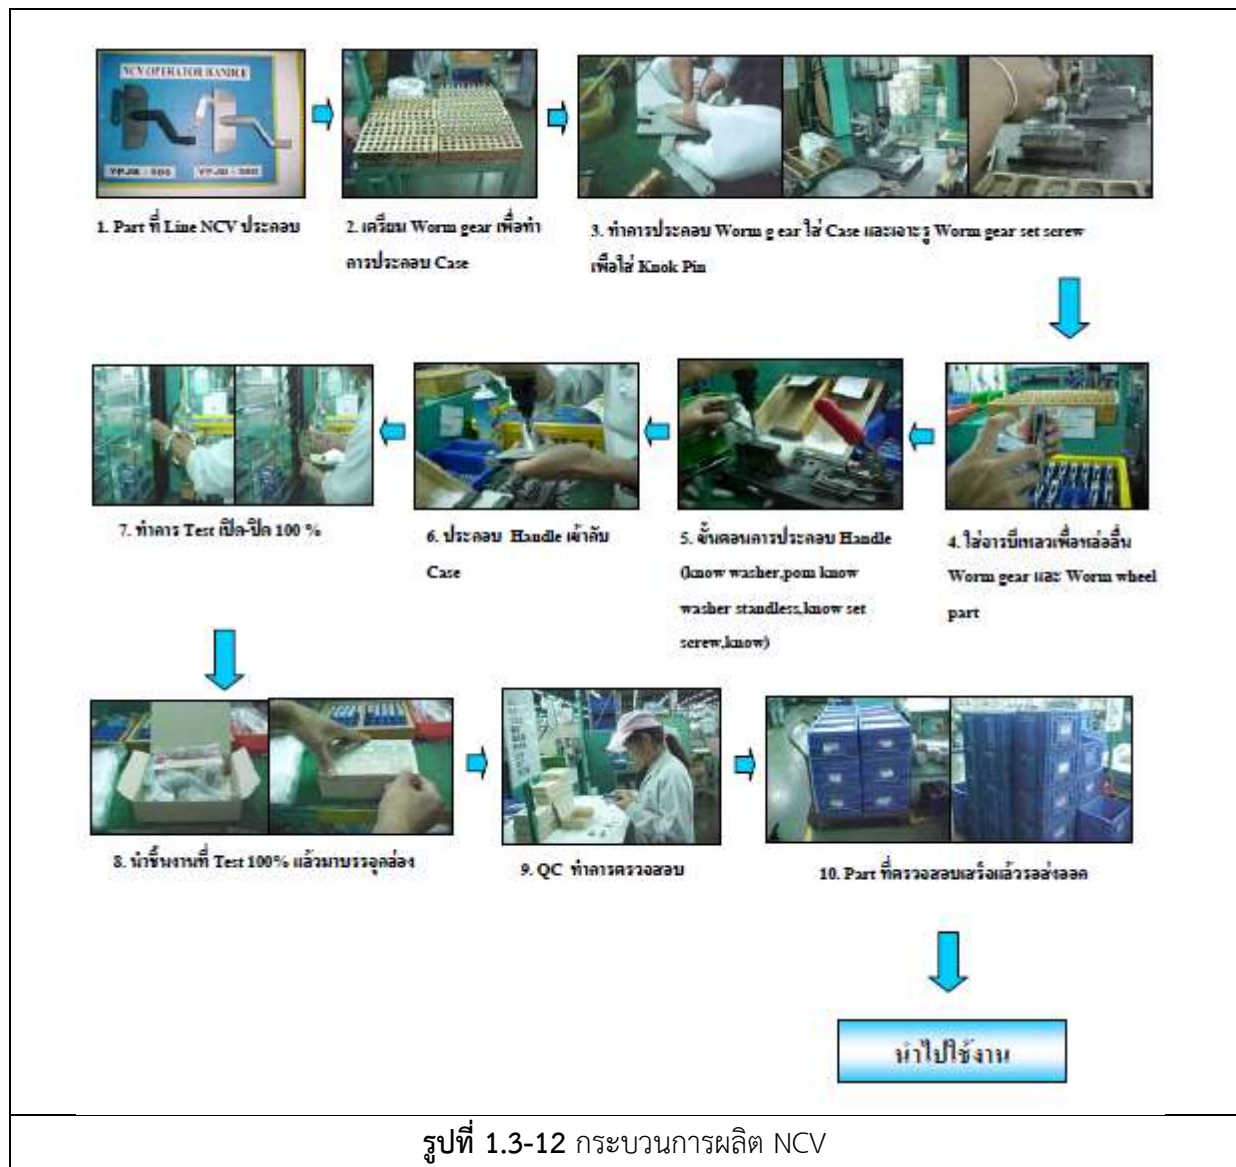 NCV OPERATOR HANDLE
1. Part ที่ Line NCV ประกอบ
2. เตรียม Worm gear เพื่อทำ
การประกอบ Case
3. ทำการประกอบ Worm g ear ใส่ Case และเจาะรู Worm gear set screw
เพื่อใส่ Knok Pin
4. ใส่จารบีเหลวเพื่อหล่อลื่น
Worm gear และ Worm wheel
part
5. ขั้นตอนการประกอบ Handle
(know washer,pom know
washer standless,know set
screw,know)
6. ประกอบ Handle เข้ากับ
Case
7. ทำการ Test เปิด-ปิด 100 %
8. นำชิ้นงานที่ Test 100% แล้วมาบรรจุกล่อง
9. QC ทำการตรวจสอบ
10. Part ที่ตรวจสอบเสร็จแล้วรอส่งออก
นำไปใช้งาน
รูปที่ 1.3-12 กระบวนการผลิต NCV